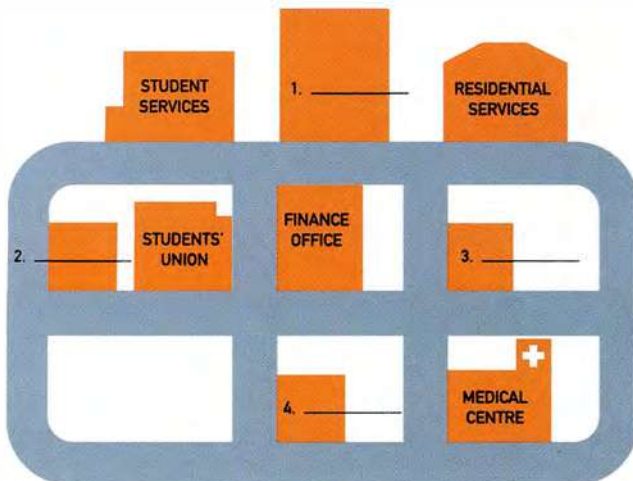 STUDENT
SERVICES
1.
RESIDENTIAL
SERVICES
2.
STUDENTS'
UNION
FINANCE
OFFICE
3.
4.
MEDICAL
CENTRE